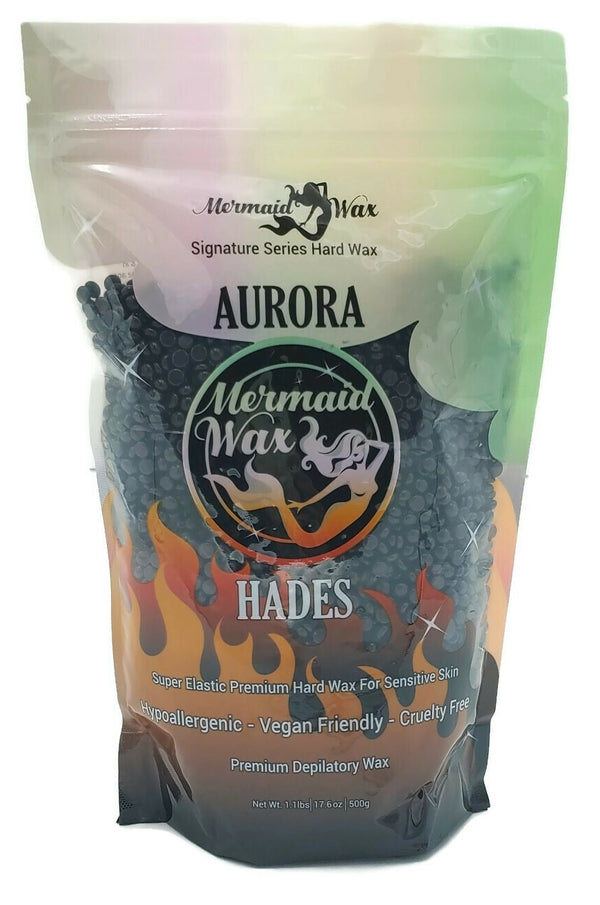 Mermaid Wax
Signature Series Hard Wax
AURORA
Mermaid
Wax
HADES
Super Elastic Premium Hard Wax For Sensitive Skin
Hypoallergenic - Vegan Friendly - Cruelty Free
Premium Depilatory Wax
Net Wt. 1.1lbs| 17.6 oz | 500g